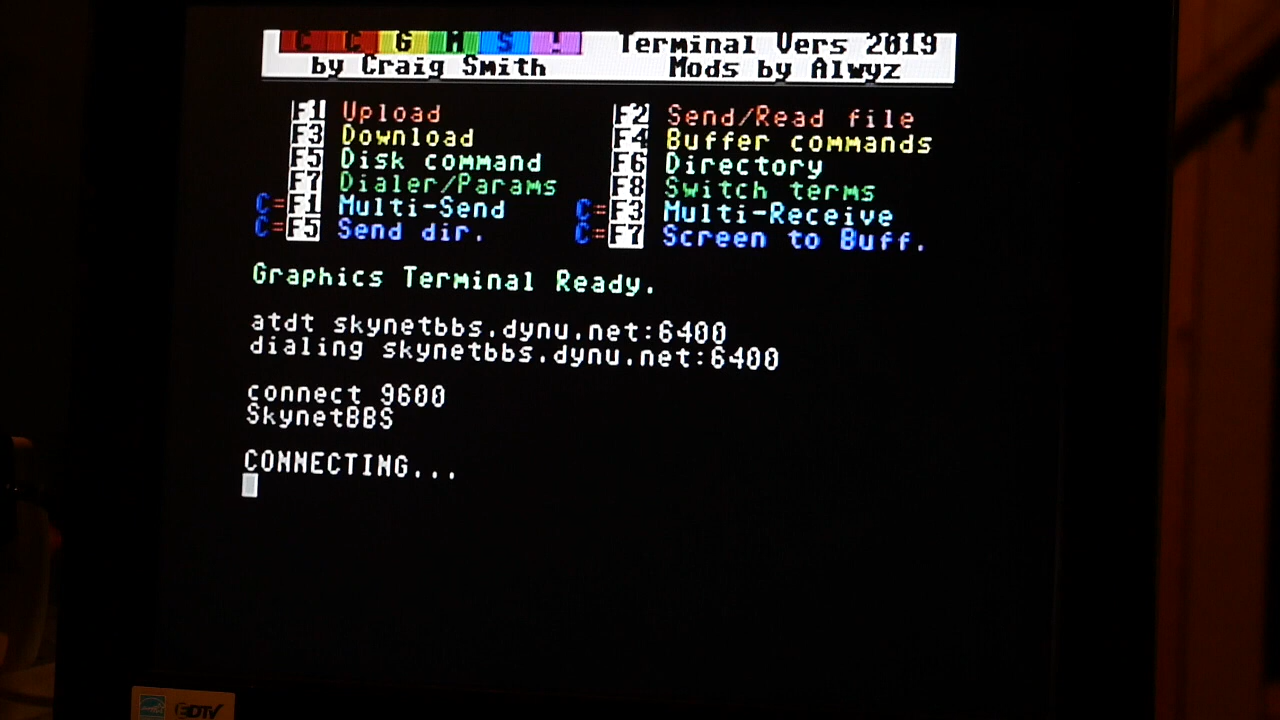 C C G M S ! Terminal Vers 2019
by Craig Smith Mods by Alwyz
F1 Upload F2 Send/Read file
F3 Download F4 Buffer commands
F5 Disk command F6 Directory
F7 Dialer/Params F8 Switch terms
C=F1 Multi-Send C=F3 Multi-Receive
C=F5 Send dir. C=F7 Screen to Buff.
Graphics Terminal Ready.
atdt skynetbbs.dynu.net:6400
dialing skynetbbs.dynu.net:6400
connect 9600
SkynetBBS
CONNECTING...
EDTV